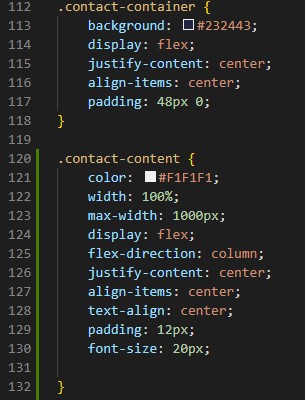 112 .contact-container {
113     background: #232443;
114     display: flex;
115     justify-content: center;
116     align-items: center;
117     padding: 48px 0;
118 }
119
120 .contact-content {
121     color: #F1F1F1;
122     width: 100%;
123     max-width: 1000px;
124     display: flex;
125     flex-direction: column;
126     justify-content: center;
127     align-items: center;
128     text-align: center;
129     padding: 12px;
130     font-size: 20px;
131
132 }